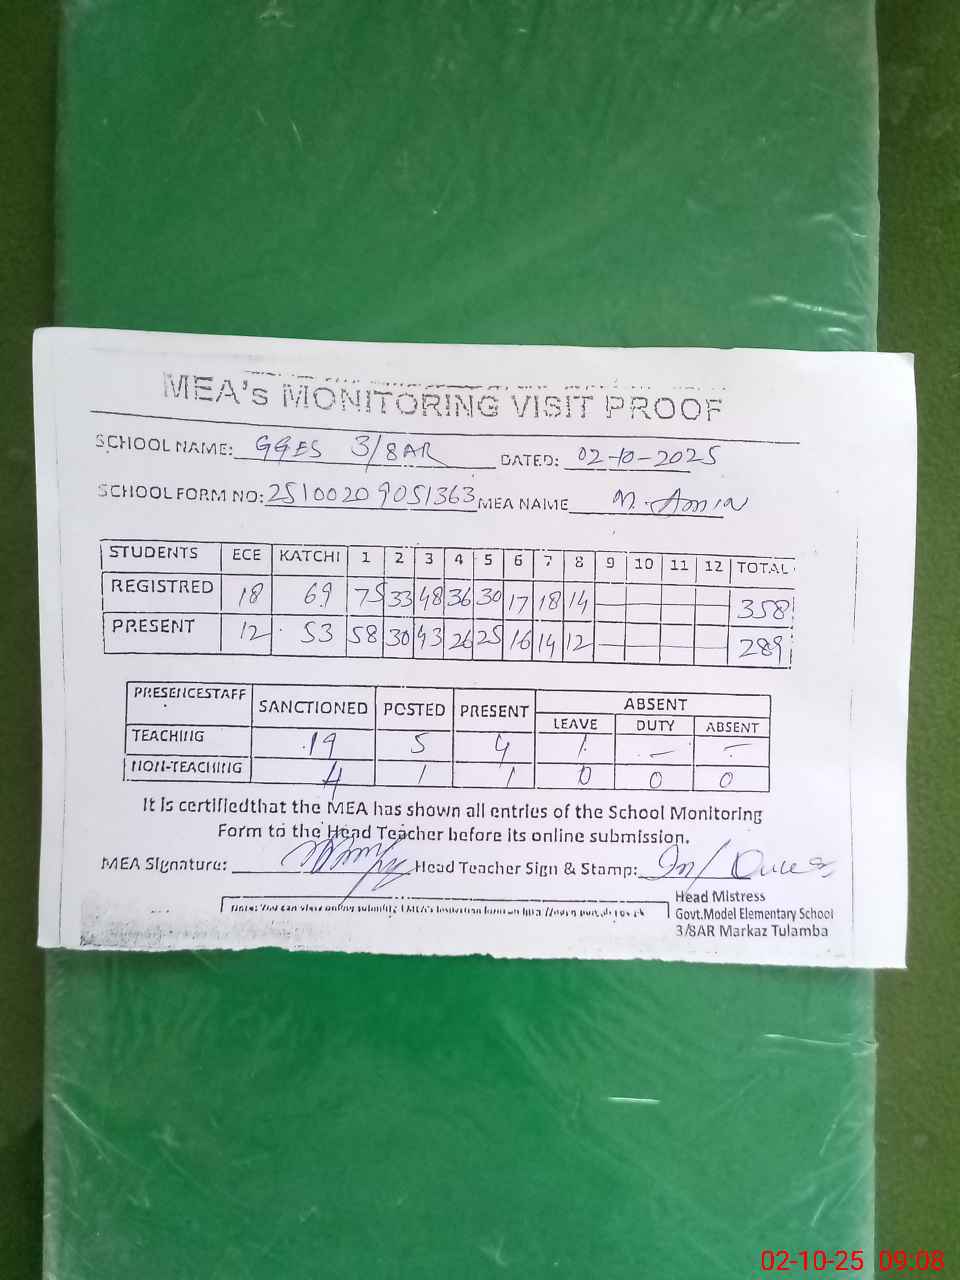 MEA's MONITORING VISIT PROOF
SCHOOL NAME: GGES 3/8AR DATED: 02-10-2025
SCHOOL FORM NO: 25100209051363 MEA NAME M. Amin
STUDENTS ECE KATCHI 1 2 3 4 5 6 7 8 9 10 11 12 TOTAL
REGISTRED 18 69 75 33 48 36 30 17 18 14 — — — — 358
PRESENT 12 53 58 30 43 26 25 16 14 12 — — — — 289
PRESENCESTAFF SANCTIONED POSTED PRESENT ABSENT
LEAVE DUTY ABSENT
TEACHING 19 5 4 1 — —
NON-TEACHING 4 1 1 0 0 0
It is certifiedthat the MEA has shown all entries of the School Monitoring
Form to the Head Teacher before its online submission.
MEA Signature: Head Teacher Sign & Stamp:
Head Mistress
Govt.Model Elementary School
3/8AR Markaz Tulamba
02-10-25 09:08